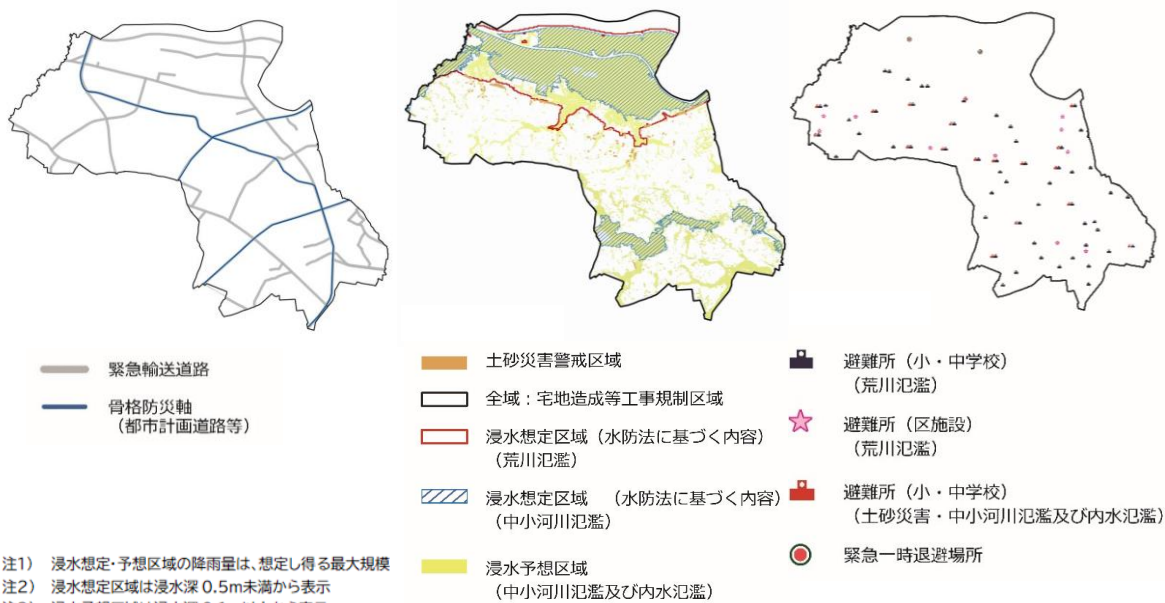 緊急輸送道路
骨格防災軸
（都市計画道路等）
土砂災害警戒区域
全域：宅地造成等工事規制区域
浸水想定区域（水防法に基づく内容）
（荒川氾濫）
浸水想定区域　（水防法に基づく内容）
（中小河川氾濫）
浸水予想区域
（中小河川氾濫及び内水氾濫）
避難所（小・中学校）
（荒川氾濫）
避難所（区施設）
（荒川氾濫）
避難所（小・中学校）
（土砂災害・中小河川氾濫及び内水氾濫）
緊急一時退避場所
注1）　浸水想定・予想区域の降雨量は、想定し得る最大規模
注2）　浸水想定区域は浸水深 0.5m未満から表示